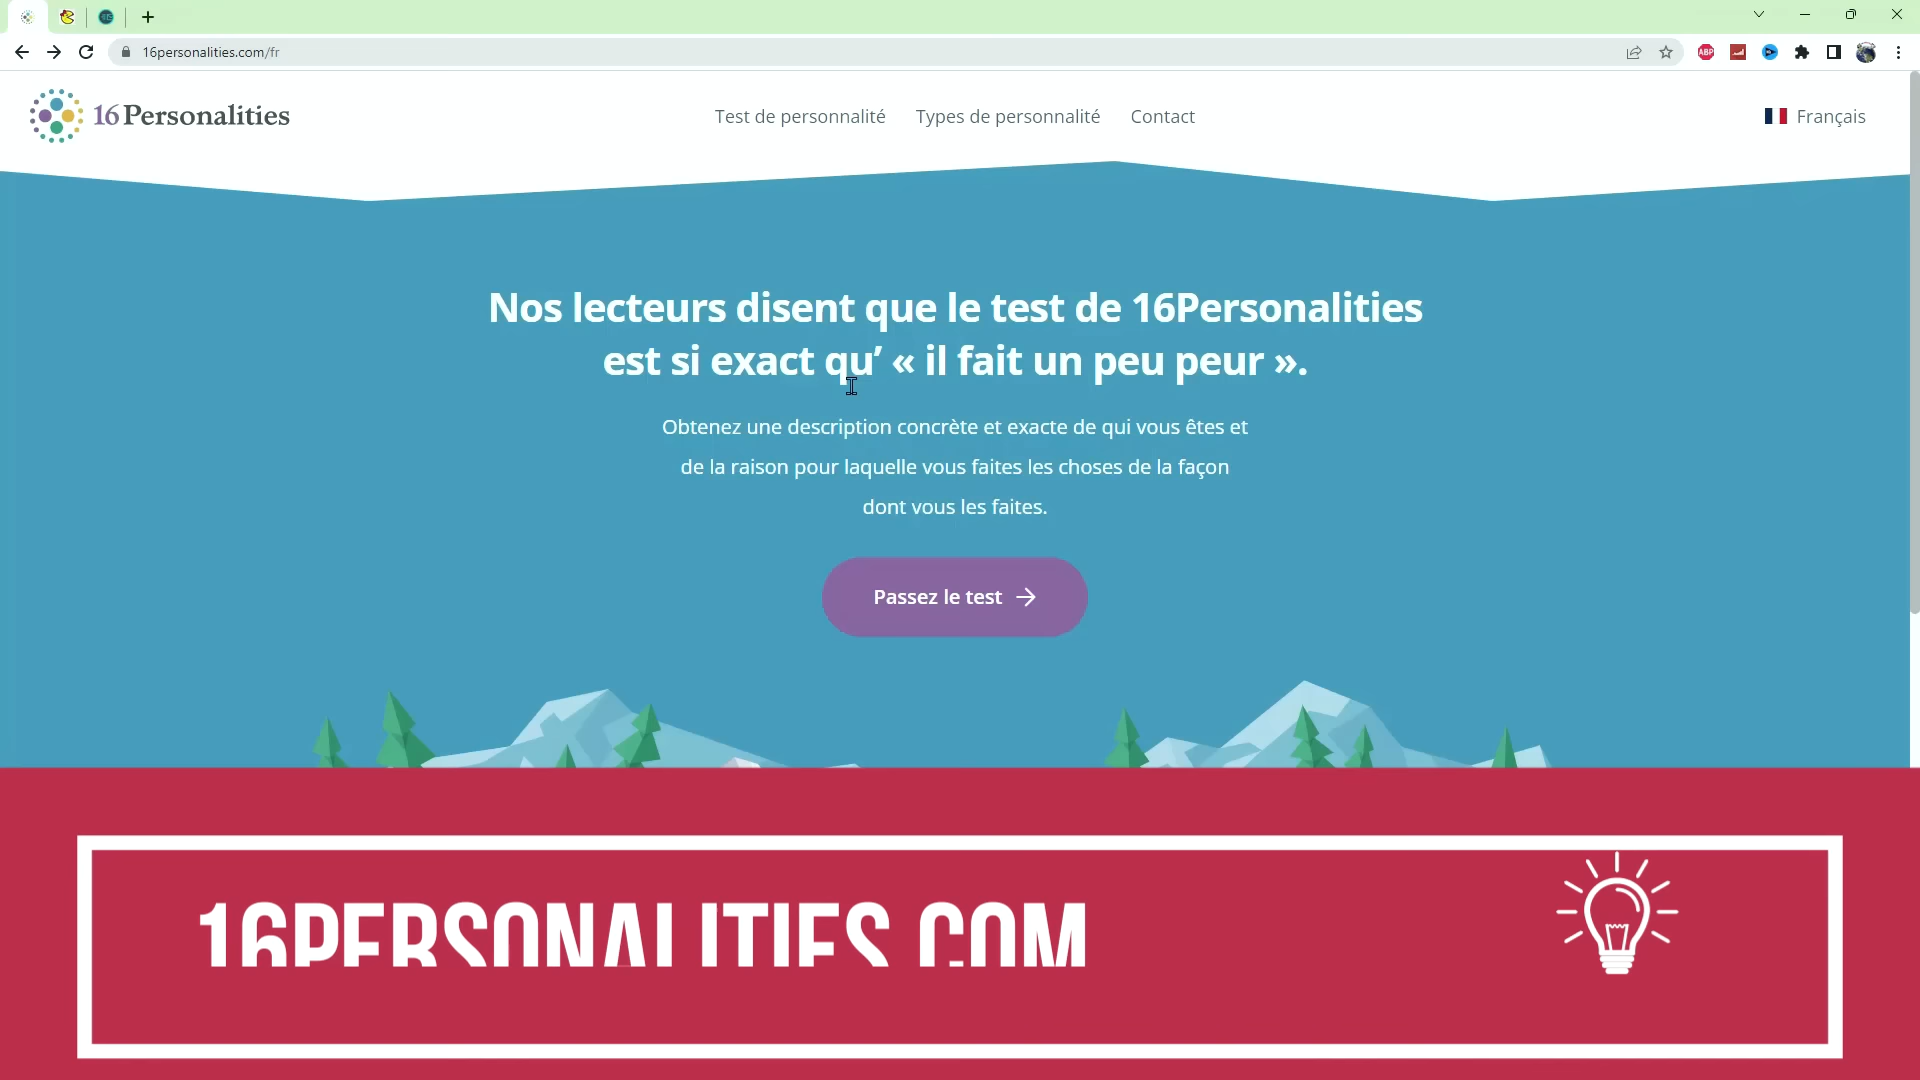 16personalities.com/fr
ABP
16Personalities
Test de personnalité
Types de personnalité
Contact
Français
Nos lecteurs disent que le test de 16Personalities
est si exact qu’ « il fait un peu peur ».
Obtenez une description concrète et exacte de qui vous êtes et
de la raison pour laquelle vous faites les choses de la façon
dont vous les faites.
Passez le test →
16PERSONALITIES.COM